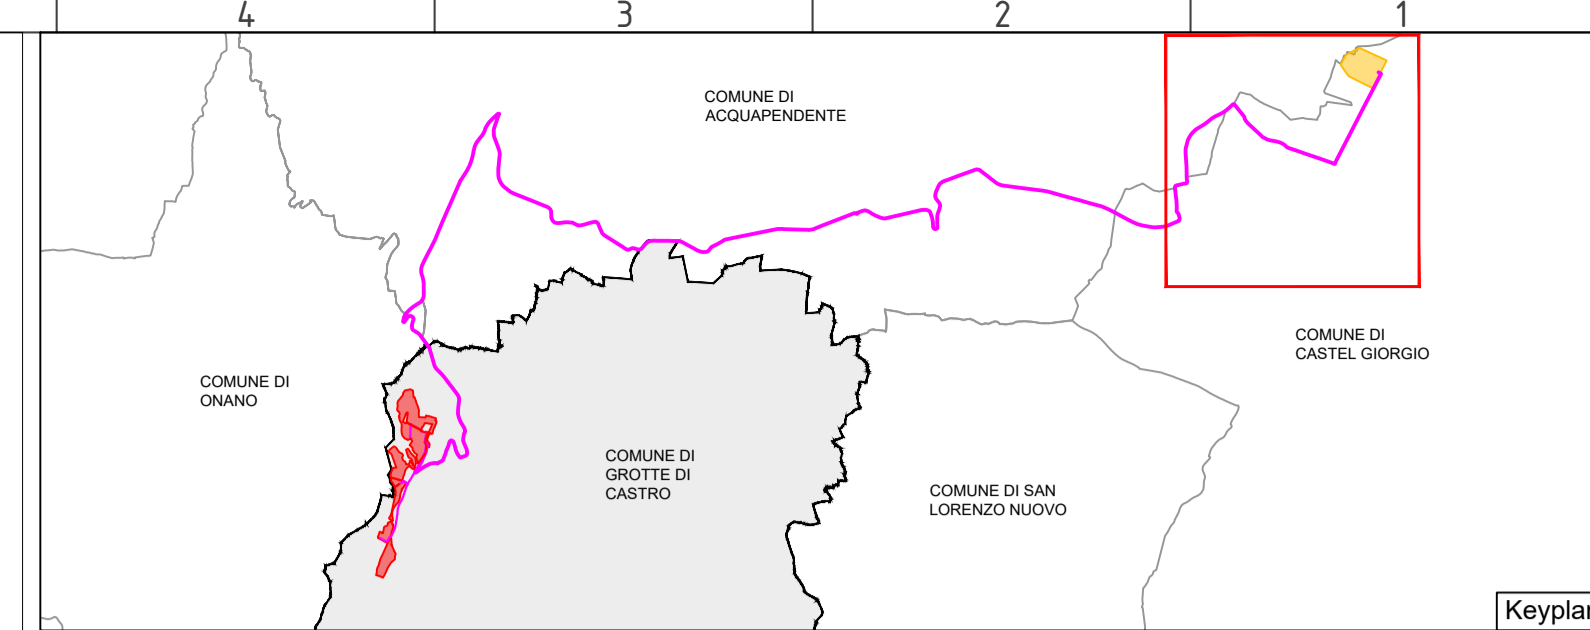 4 3 2 1
COMUNE DI
ACQUAPENDENTE
COMUNE DI
CASTEL GIORGIO
COMUNE DI
ONANO
COMUNE DI
GROTTE DI
CASTRO
COMUNE DI SAN
LORENZO NUOVO
Keyplan